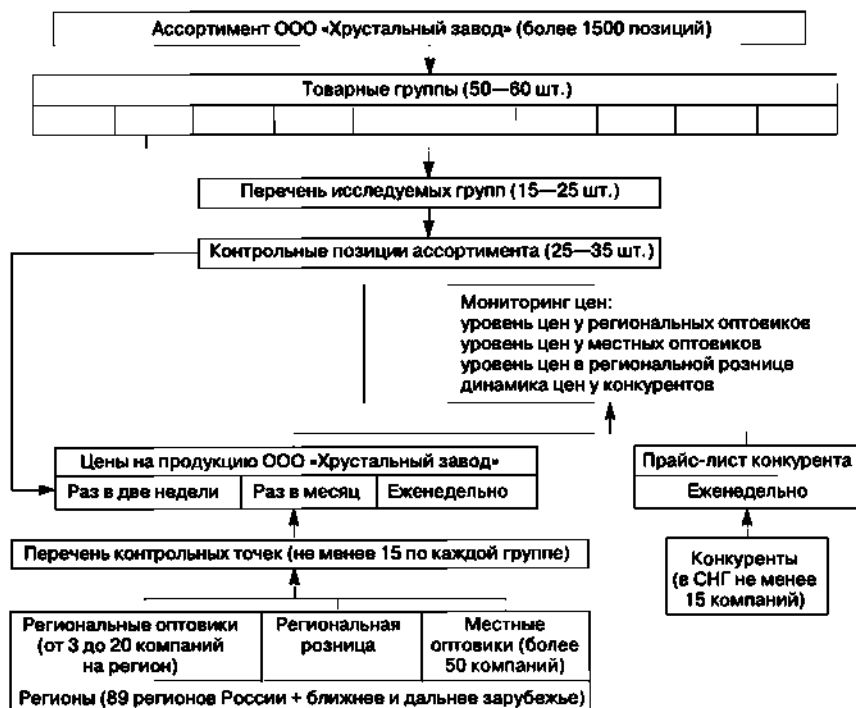 Ассортимент ООО «Хрустальный завод» (более 1500 позиций)
Товарные группы (50—60 шт.)
Перечень исследуемых групп (15—25 шт.)
Контрольные позиции ассортимента (25—35 шт.)
Мониторинг цен:
уровень цен у региональных оптовиков
уровень цен у местных оптовиков
уровень цен в региональной рознице
динамика цен у конкурентов
Цены на продукцию ООО «Хрустальный завод»
Раз в две недели
Раз в месяц
Еженедельно
Прайс-лист конкурента
Еженедельно
Перечень контрольных точек (не менее 15 по каждой группе)
Конкуренты
(в СНГ не менее
15 компаний)
Региональные оптовики
(от 3 до 20 компаний
на регион)
Региональная
розница
Местные
оптовики (более
50 компаний)
Регионы (89 регионов России + ближнее и дальнее зарубежье)